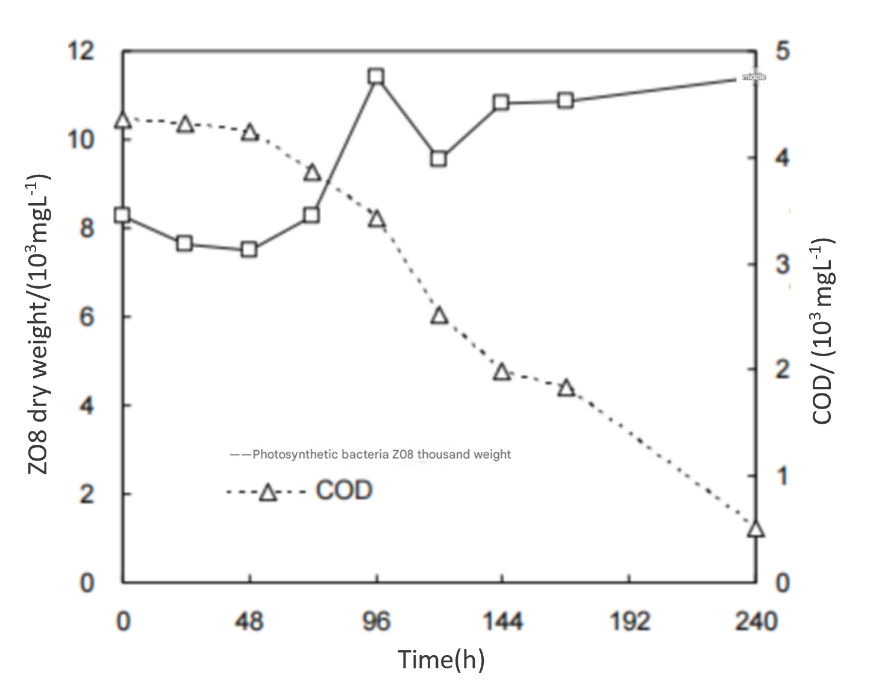 12
10
8
6
4
2
0
ZO8 dry weight/(10³mgL⁻¹)
5
4
3
2
1
0
COD/ (10³ mgL⁻¹)
middle
——Photosynthetic bacteria Z08 thousand weight
COD
0 48 96 144 192 240
Time(h)